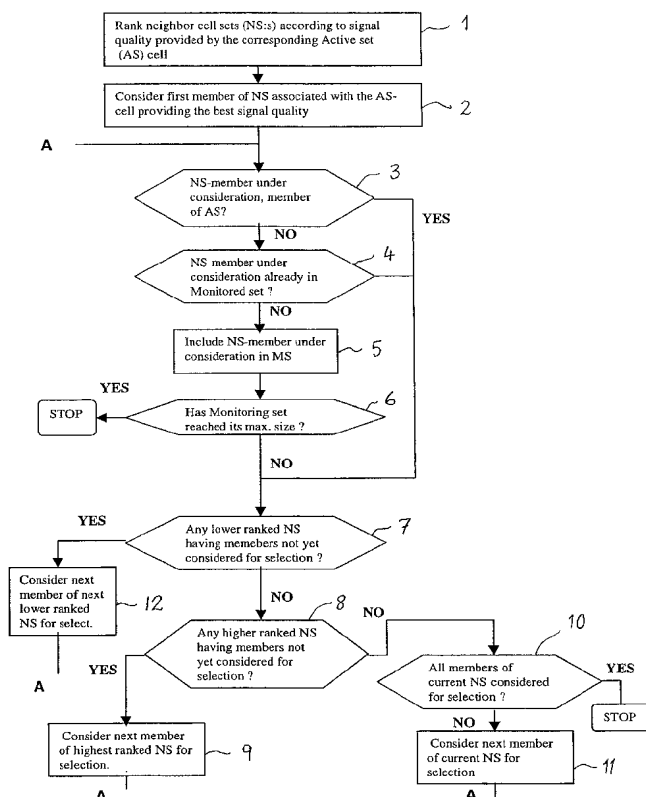 Rank neighbor cell sets (NS:s) according to signal
quality provided by the corresponding Active set
(AS) cell
1
Consider first member of NS associated with the AS-
cell providing the best signal quality
2
A
3
NS-member under
consideration, member
of AS?
YES
NO
4
NS member under
consideration already in
Monitored set ?
NO
Include NS-member under
consideration in MS
5
YES
6
STOP
Has Monitoring set
reached its max. size ?
NO
YES
7
Any lower ranked NS
having memebers not yet
considered for selection ?
Consider next
member of next
lower ranked
NS for select.
12
NO
8
NO
Any higher ranked NS
having members not
yet considered for
selection ?
10
A
YES
All members of
current NS considered
for selection ?
YES
STOP
NO
Consider next member
of highest ranked NS for
selection.
9
Consider next member
of current NS for
selection
11
A
A